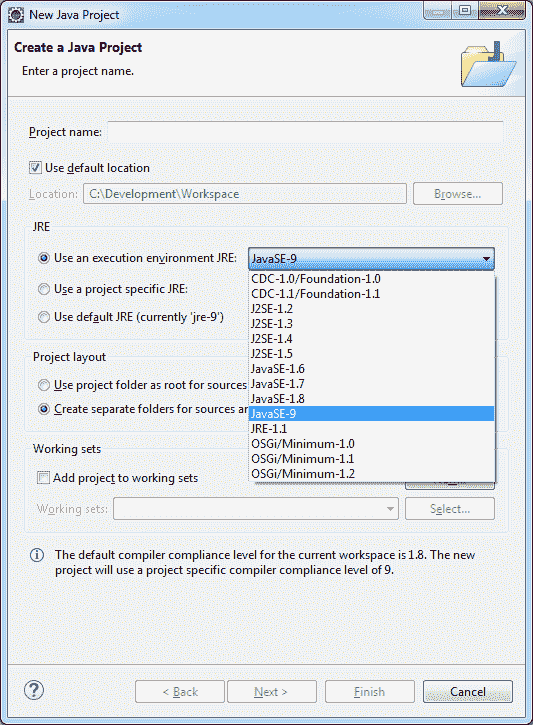 New Java Project
Create a Java Project
Enter a project name.
Project name:
Use default location
Location: C:\Development\Workspace Browse...
JRE
Use an execution environment JRE: JavaSE-9
CDC-1.0/Foundation-1.0
CDC-1.1/Foundation-1.1
Use a project specific JRE:
J2SE-1.2
Use default JRE (currently 'jre-9')
J2SE-1.3
J2SE-1.4
J2SE-1.5
Project layout
JavaSE-1.6
JavaSE-1.7
Use project folder as root for sources
JavaSE-1.8
Create separate folders for sources
JavaSE-9
JRE-1.1
OSGi/Minimum-1.0
Working sets
OSGi/Minimum-1.1
Add project to working sets
OSGi/Minimum-1.2
Working sets: Select...
The default compiler compliance level for the current workspace is 1.8. The new
project will use a project specific compiler compliance level of 9.
? < Back Next > Finish Cancel